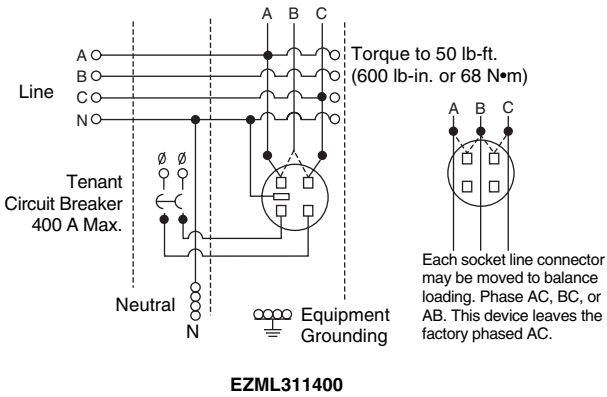 A B C
A
B
C
N
Line
Torque to 50 lb-ft.
(600 lb-in. or 68 N•m)
A B C
ø ø
Tenant
Circuit Breaker
400 A Max.
Neutral
N
Equipment
Grounding
Each socket line connector
may be moved to balance
loading. Phase AC, BC, or
AB. This device leaves the
factory phased AC.
EZML311400